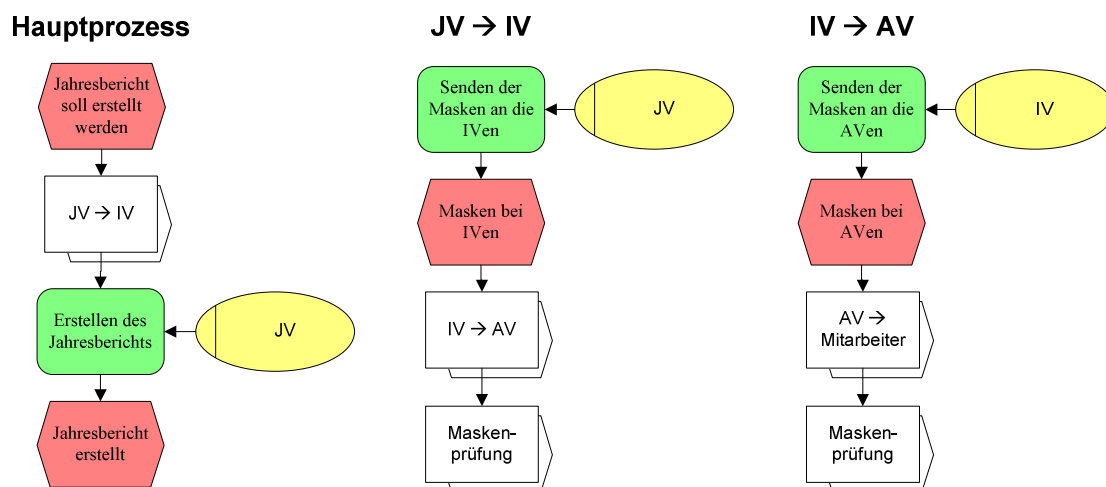 Hauptprozess
Jahresbericht
soll erstellt
werden
JV → IV
Erstellen des
Jahresberichts
JV
Jahresbericht
erstellt
JV → IV
Senden der
Masken an die
IVen
JV
Masken bei
IVen
IV → AV
Masken-
prüfung
IV → AV
Senden der
Masken an die
AVen
IV
Masken bei
AVen
AV →
Mitarbeiter
Masken-
prüfung